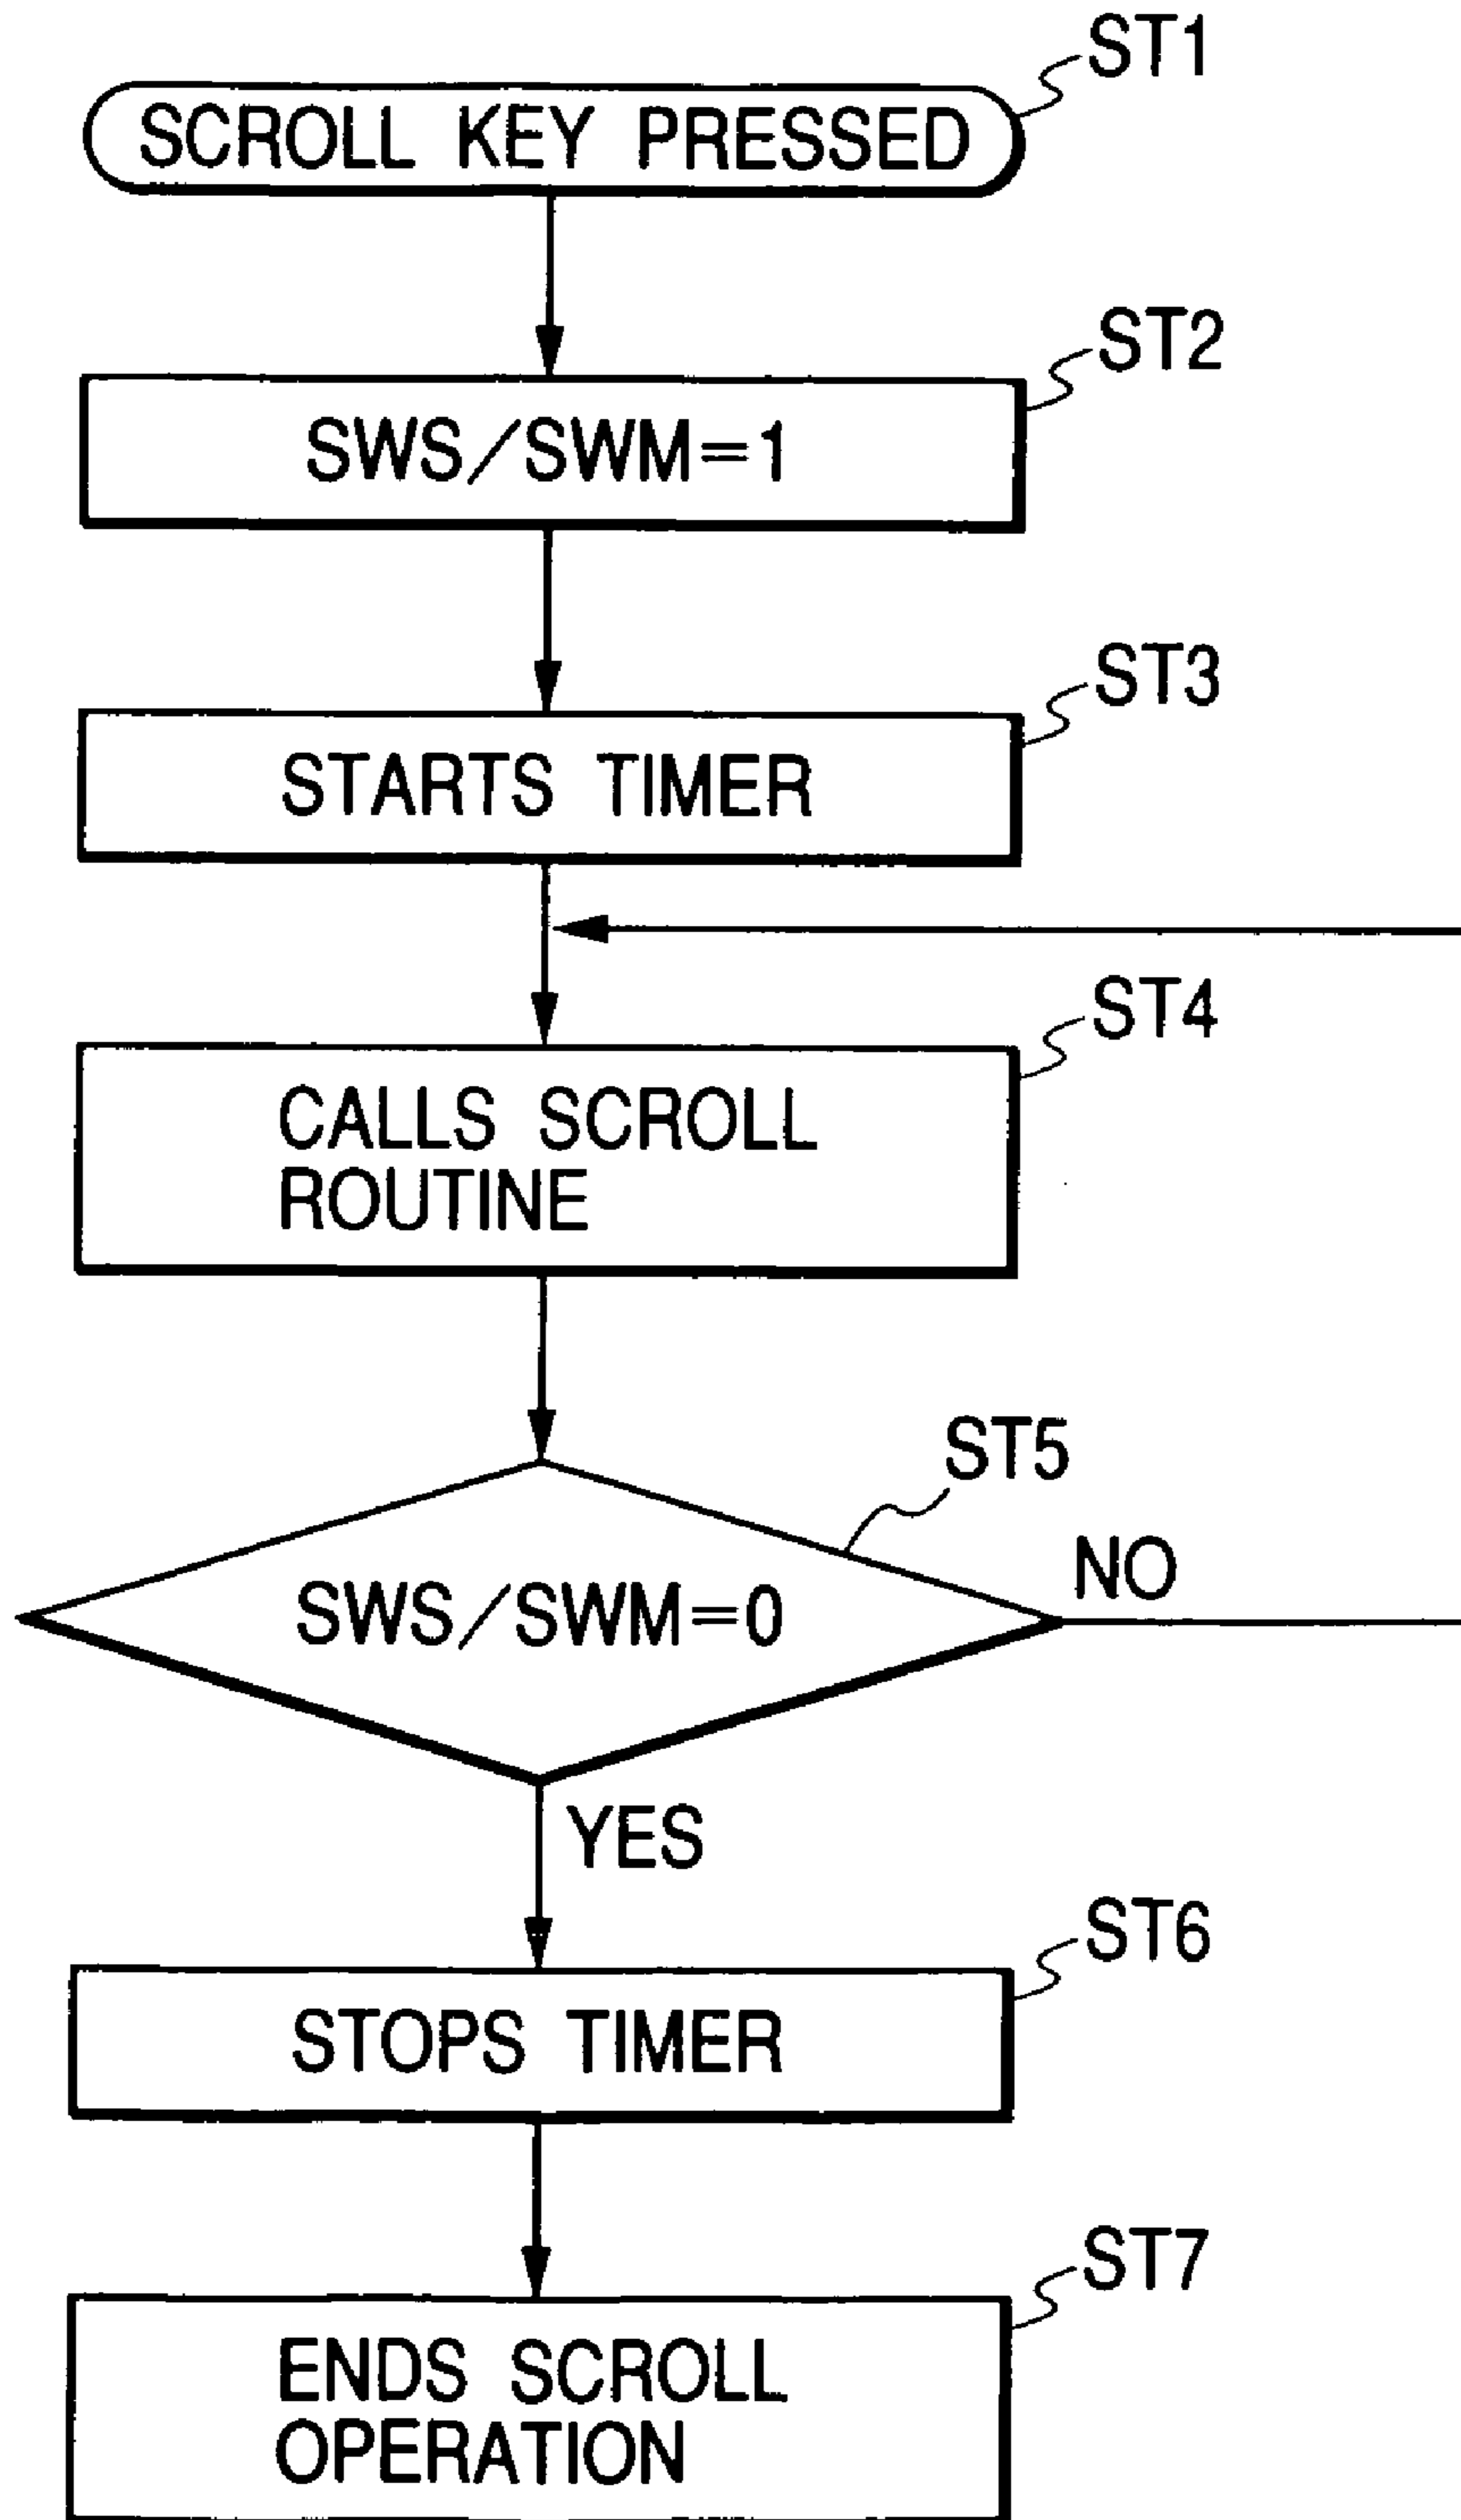 ST1
SCROLL KEY PRESSED
ST2
SWS/SWM=1
ST3
STARTS TIMER
ST4
CALLS SCROLL
ROUTINE
ST5
NO
SWS/SWM=0
YES
ST6
STOPS TIMER
ST7
ENDS SCROLL
OPERATION